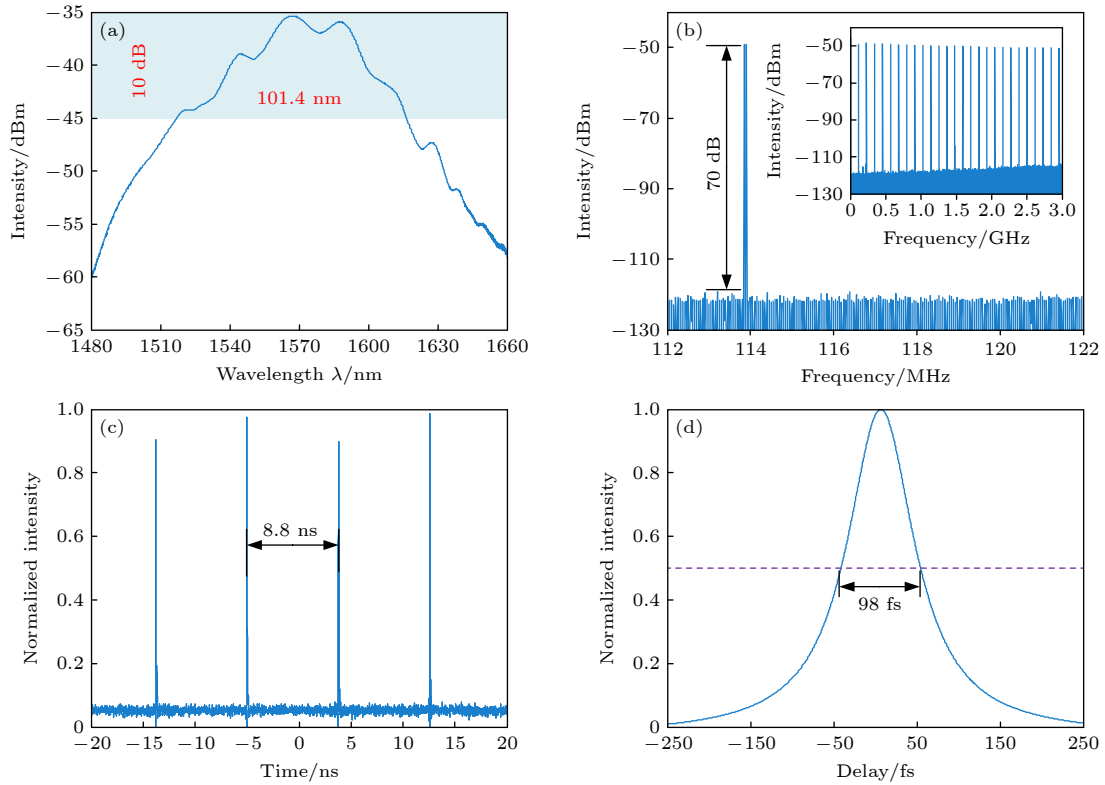 (a)
10 dB
101.4 nm
Intensity/dBm
−35
−40
−45
−50
−55
−60
−65
1480 1510 1540 1570 1600 1630 1660
Wavelength λ/nm
(b)
70 dB
Intensity/dBm
−50
−70
−90
−110
−130
112 114 116 118 120 122
Frequency/MHz
Intensity/dBm
−50
−70
−90
−110
−130
0 0.5 1.0 1.5 2.0 2.5 3.0
Frequency/GHz
(c)
8.8 ns
Normalized intensity
1.0
0.8
0.6
0.4
0.2
0
−20 −15 −10 −5 0 5 10 15 20
Time/ns
(d)
98 fs
Normalized intensity
1.0
0.8
0.6
0.4
0.2
0
−250 −150 −50 50 150 250
Delay/fs